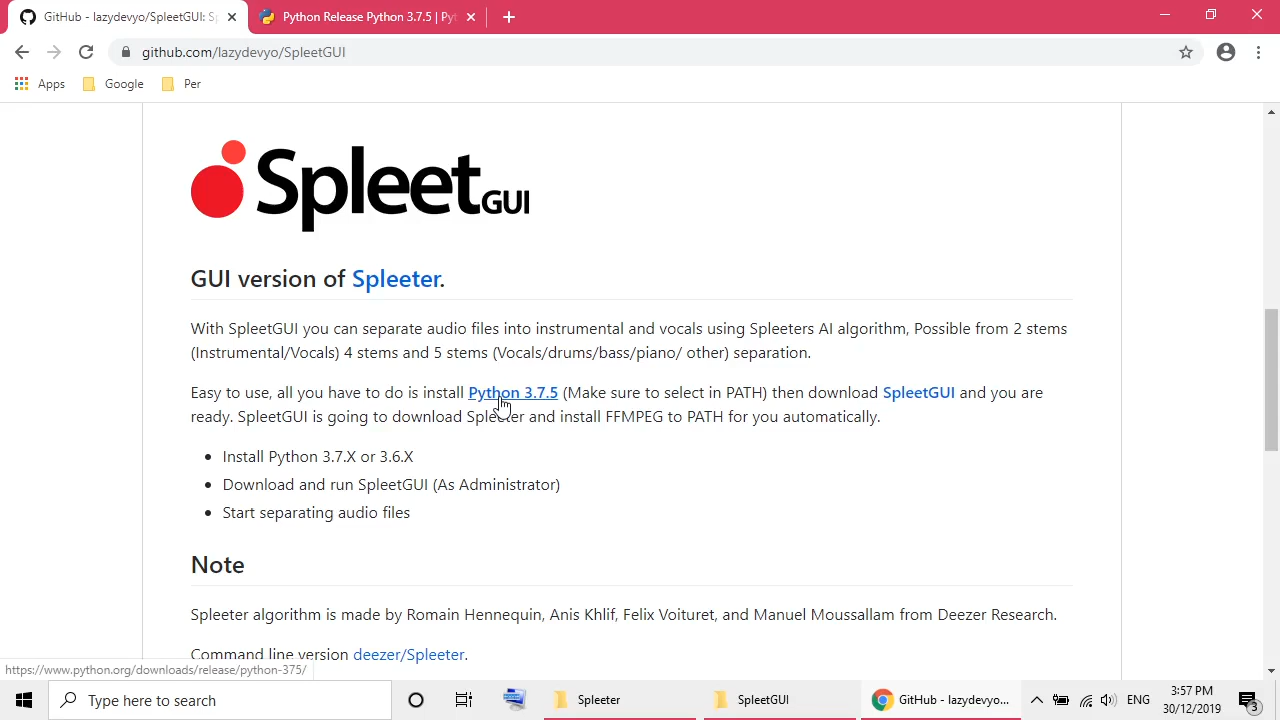 GitHub - lazydevyo/SpleetGUI: S
Python Release Python 3.7.5 | Pyt
github.com/lazydevyo/SpleetGUI
Apps
Google
Per
Spleet GUI
GUI version of Spleeter.
With SpleetGUI you can separate audio files into instrumental and vocals using Spleeters AI algorithm, Possible from 2 stems
(Instrumental/Vocals) 4 stems and 5 stems (Vocals/drums/bass/piano/ other) separation.
Easy to use, all you have to do is install Python 3.7.5 (Make sure to select in PATH) then download SpleetGUI and you are
ready. SpleetGUI is going to download Spleeter and install FFMPEG to PATH for you automatically.
• Install Python 3.7.X or 3.6.X
• Download and run SpleetGUI (As Administrator)
• Start separating audio files
Note
Spleeter algorithm is made by Romain Hennequin, Anis Khlif, Felix Voituret, and Manuel Moussallam from Deezer Research.
Command line version deezer/Spleeter.
https://www.python.org/downloads/release/python-375/
Type here to search
Spleeter
SpleetGUI
GitHub - lazydevyo...
ENG
3:57 PM
30/12/2019
3